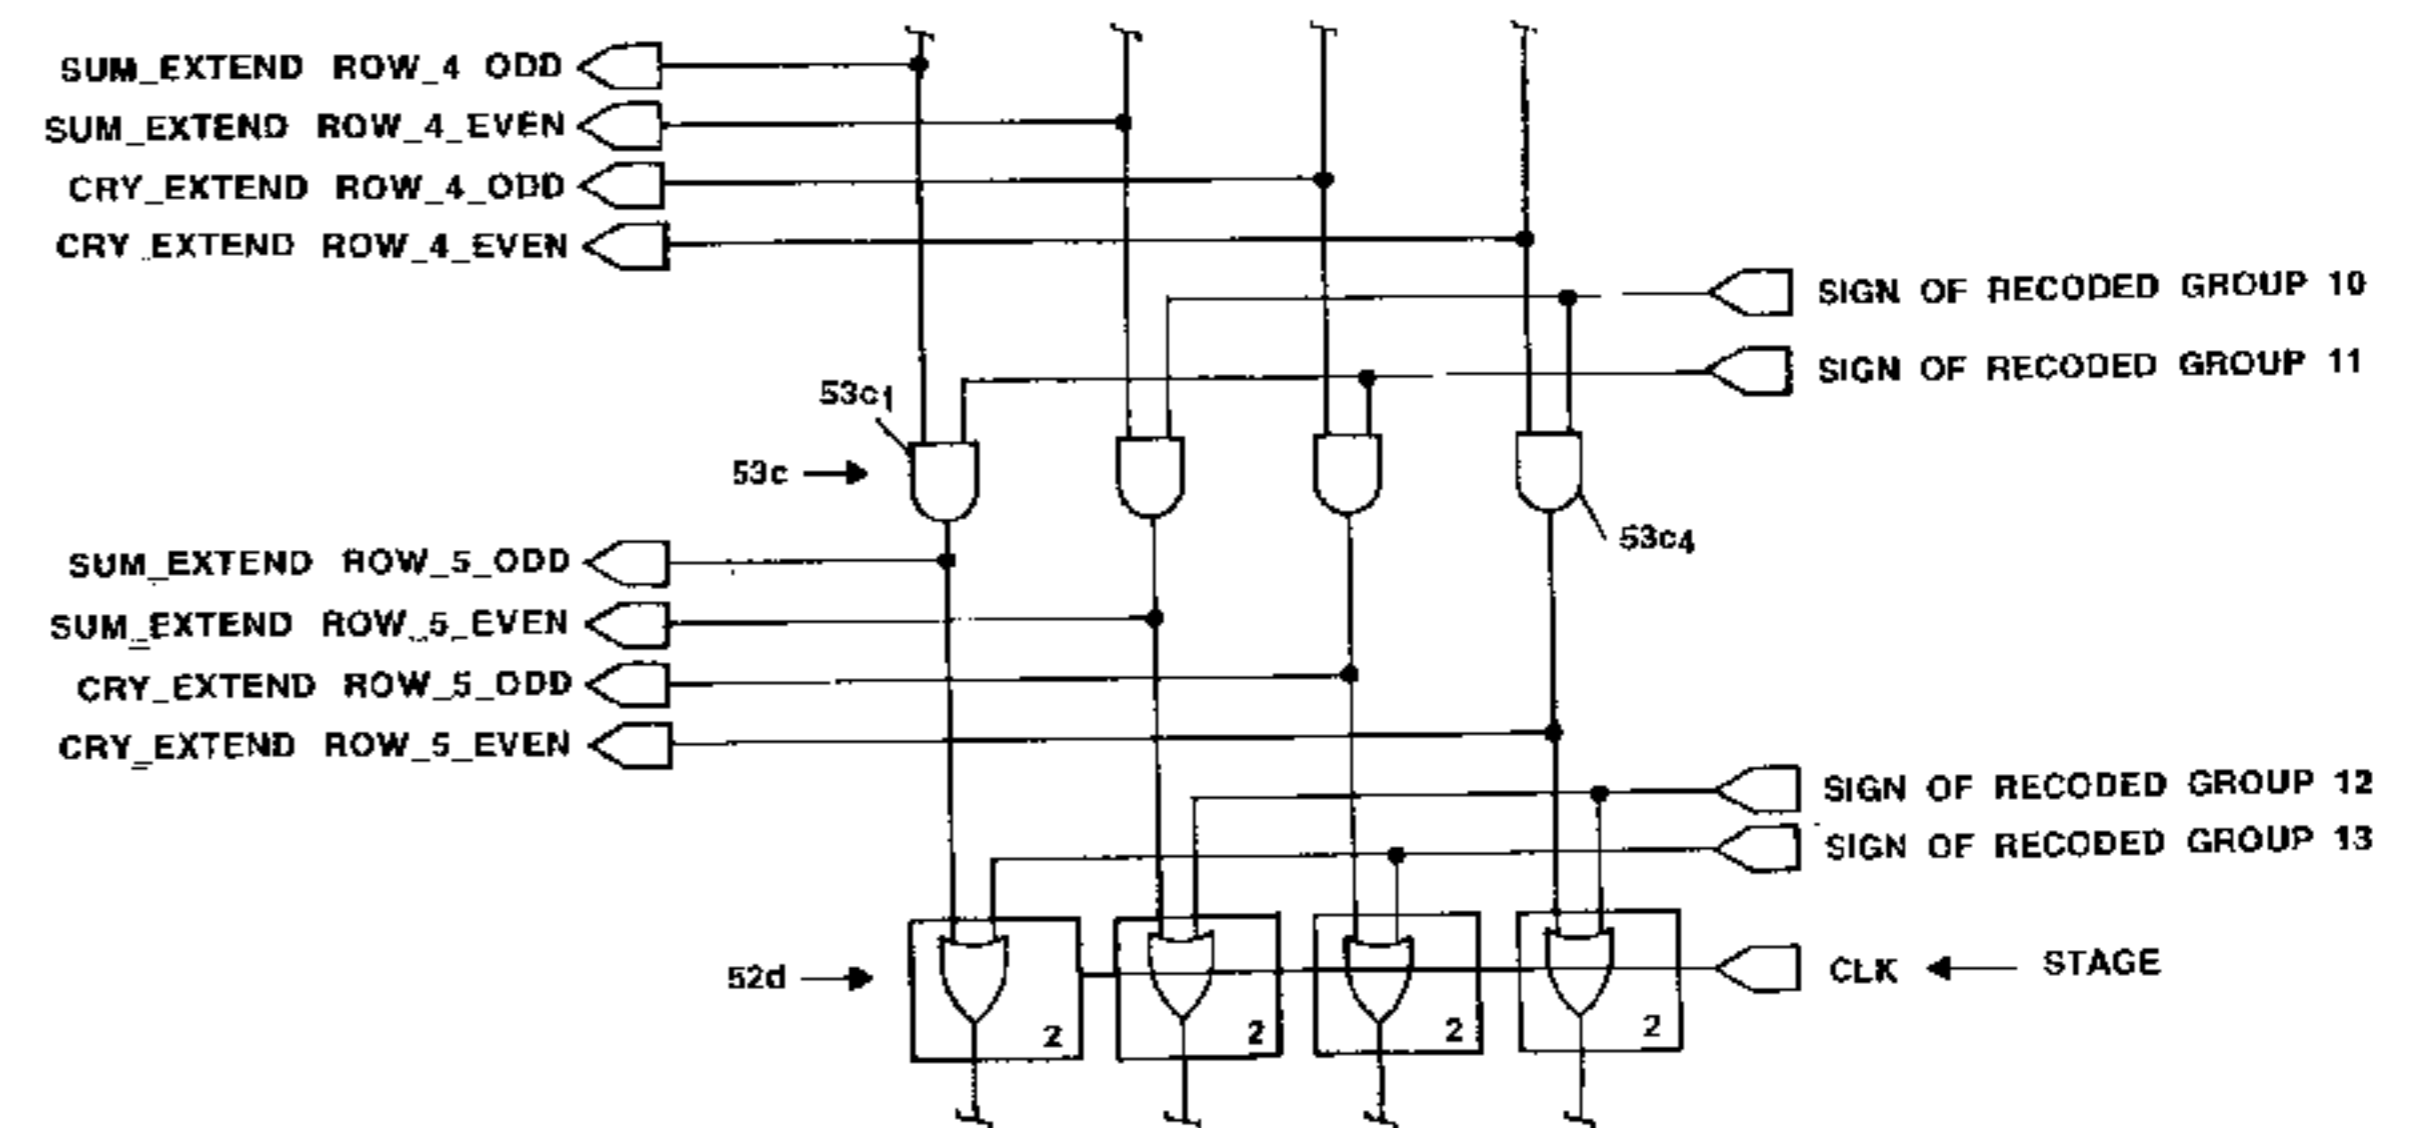 SUM_EXTEND ROW_4 ODD
SUM_EXTEND ROW_4_EVEN
CRY_EXTEND ROW_4_ODD
CRY_EXTEND ROW_4_EVEN
SIGN OF RECODED GROUP 10
SIGN OF RECODED GROUP 11
53c1
53c
53c4
SUM_EXTEND ROW_5_ODD
SUM_EXTEND ROW_5_EVEN
CRY_EXTEND ROW_5_ODD
CRY_EXTEND ROW_5_EVEN
SIGN OF RECODED GROUP 12
SIGN OF RECODED GROUP 13
52d
CLK STAGE
2 2 2 2